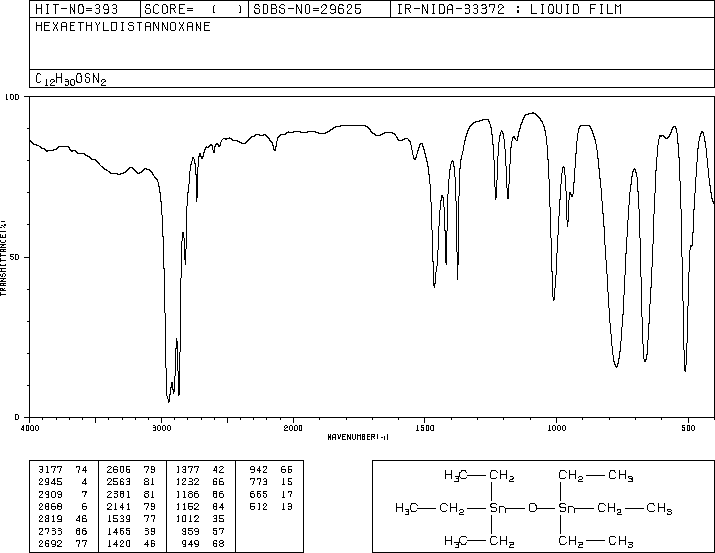 HIT-NO=393 SCORE= ( ) SDBS-NO=29625 IR-NIDA-33372 : LIQUID FILM
HEXAETHYLDISTANNOXANE
C12H30OSN2
100
50
0
TRANSMITTANCE(%)
4000 3000 2000 1500 1000 500
WAVENUMBER(-1)
3177 74 2606 79 1377 42 942 66
2945 4 2563 81 1232 66 773 15
2909 7 2381 81 1186 66 665 17
2868 6 2141 79 1152 84 512 13
2819 46 1539 77 1012 35
2733 66 1465 39 959 57
2692 77 1420 46 949 68
H3C CH2 CH2 CH3
H3C CH2 Sn O Sn CH2 CH3
H3C CH2 CH2 CH3